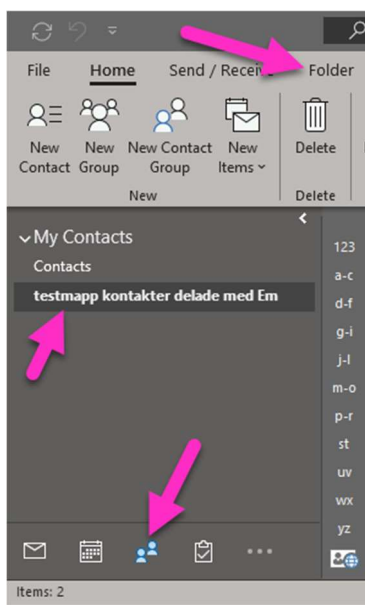 File Home Send / Receive Folder
New Contact
New Group
New Contact Group
New Items
Delete
New
Delete
My Contacts
Contacts
testmapp kontakter delade med Em
123
a-c
d-f
g-i
j-l
m-o
p-r
st
uv
wx
yz
Items: 2